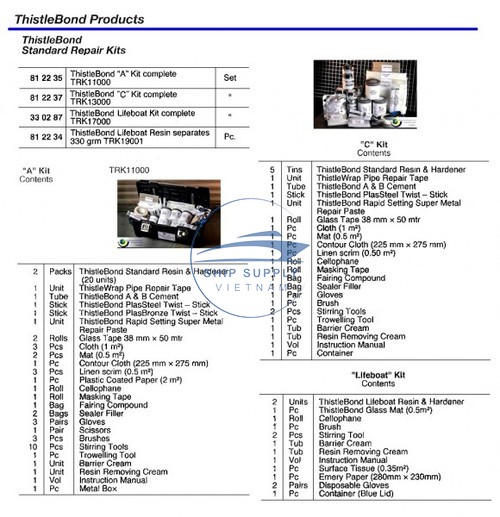 ThistleBond Products
ThistleBond
Standard Repair Kits
81 22 35 ThistleBond "A" Kit complete Set
TRK11000
81 22 37 ThistleBond "C" Kit complete "
TRK13000
33 02 87 ThistleBond Lifeboat Kit complete "
TRK17000
81 22 34 ThistleBond Lifeboat Resin separates Pc.
330 grm TRK19001
"A" Kit TRK11000
Contents
2 Packs ThistleBond Standard Resin & Hardener
(20 units)
1 Unit ThistleWrap Pipe Repair Tape
1 Tube ThistleBond A & B Cement
1 Stick ThistleBond PlasSteel Twist – Stick
1 Stick ThistleBond PlasBronze Twist – Stick
1 Unit ThistleBond Rapid Setting Super Metal
Repair Paste
2 Rolls Glass Tape 38 mm × 50 mtr
3 Pcs Cloth (1 m²)
2 Pcs Mat (0.5 m²)
1 Pc Contour Cloth (225 mm × 275 mm)
3 Pcs Linen scrim (0.5 m²)
1 Pc Plastic Coated Paper (2 m²)
1 Roll Cellophane
1 Roll Masking Tape
1 Bag Fairing Compound
2 Bags Sealer Filler
3 Pairs Gloves
1 Pair Scissors
3 Pcs Brushes
10 Pcs Stirring Tools
1 Pc Trowelling Tool
1 Unit Barrier Cream
1 Unit Resin Removing Cream
1 Vol Instruction Manual
1 Pc Metal Box
"C" Kit
Contents
5 Tins ThistleBond Standard Resin & Hardener
1 Unit ThistleWrap Pipe Repair Tape
1 Tube ThistleBond A & B Cement
1 Stick ThistleBond PlasSteel Twist – Stick
1 Unit ThistleBond Rapid Setting Super Metal
Repair Paste
1 Roll Glass Tape 38 mm × 50 mtr
1 Pc Cloth (1 m²)
1 Pc Mat (0.5 m²)
1 Pc Contour Cloth (225 mm × 275 mm)
1 Pc Linen scrim (0.50 m²)
1 Roll Cellophane
1 Roll Masking Tape
1 Bag Fairing Compound
1 Bag Sealer Filler
1 Pair Gloves
1 Pc Brush
2 Pcs Stirring Tools
1 Pc Trowelling Tool
1 Tub Barrier Cream
1 Tub Resin Removing Cream
1 Vol Instruction Manual
1 Pc Container
"Lifeboat" Kit
Contents
2 Units ThistleBond Lifeboat Resin & Hardener
1 Pc ThistleBond Glass Mat (0.5m²)
1 Roll Cellophane
1 Pc Brush
2 Pcs Stirring Tool
1 Tub Barrier Cream
1 Tub Resin Removing Cream
1 Vol Instruction Manual
1 Pc Surface Tissue (0.35m²)
1 Pc Emery Paper (280mm×230mm)
2 Pairs Disposable Gloves
1 Pc Container (Blue Lid)
SHIP SUPPLY
VIETNAM